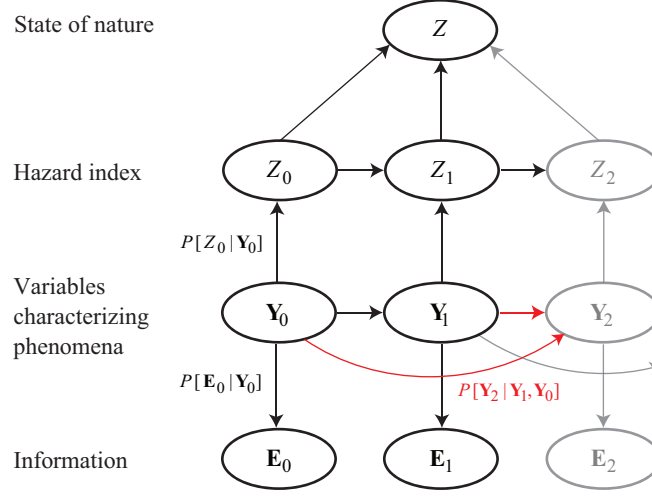 State of nature
Z
Hazard index
Z₀
Z₁
Z₂
P[Z₀ | Y₀]
Variables
characterizing
phenomena
Y₀
Y₁
Y₂
P[E₀ | Y₀]
P[Y₂ | Y₁, Y₀]
Information
E₀
E₁
E₂